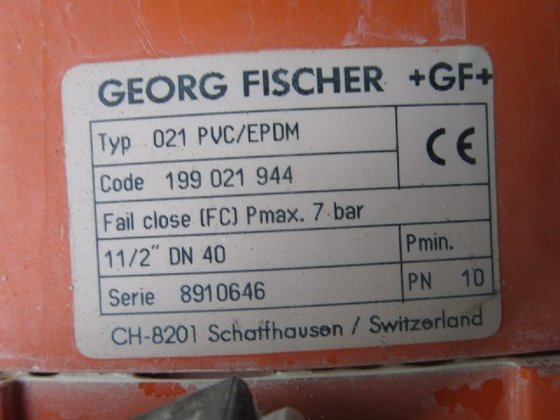 GEORG FISCHER +GF+
Typ 021 PVC/EPDM
CE
Code 199 021 944
Fail close (FC) Pmax. 7 bar
11/2" DN 40 Pmin.
Serie 8910646 PN 10
CH-8201 Schaffhausen / Switzerland